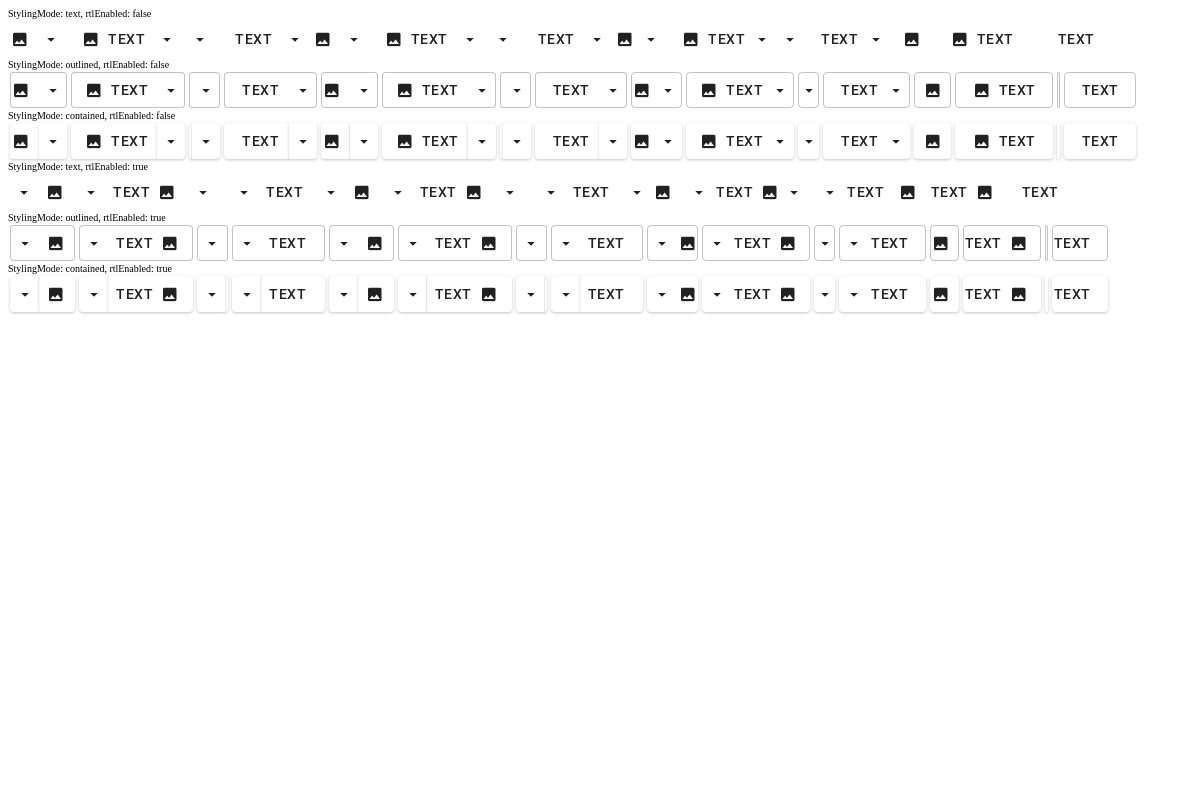 StylingMode: text, rtlEnabled: false
TEXT TEXT TEXT TEXT TEXT TEXT TEXT TEXT
StylingMode: outlined, rtlEnabled: false
TEXT TEXT TEXT TEXT TEXT TEXT TEXT TEXT
StylingMode: contained, rtlEnabled: false
TEXT TEXT TEXT TEXT TEXT TEXT TEXT TEXT
StylingMode: text, rtlEnabled: true
TEXT TEXT TEXT TEXT TEXT TEXT TEXT TEXT
StylingMode: outlined, rtlEnabled: true
TEXT TEXT TEXT TEXT TEXT TEXT TEXT TEXT
StylingMode: contained, rtlEnabled: true
TEXT TEXT TEXT TEXT TEXT TEXT TEXT TEXT